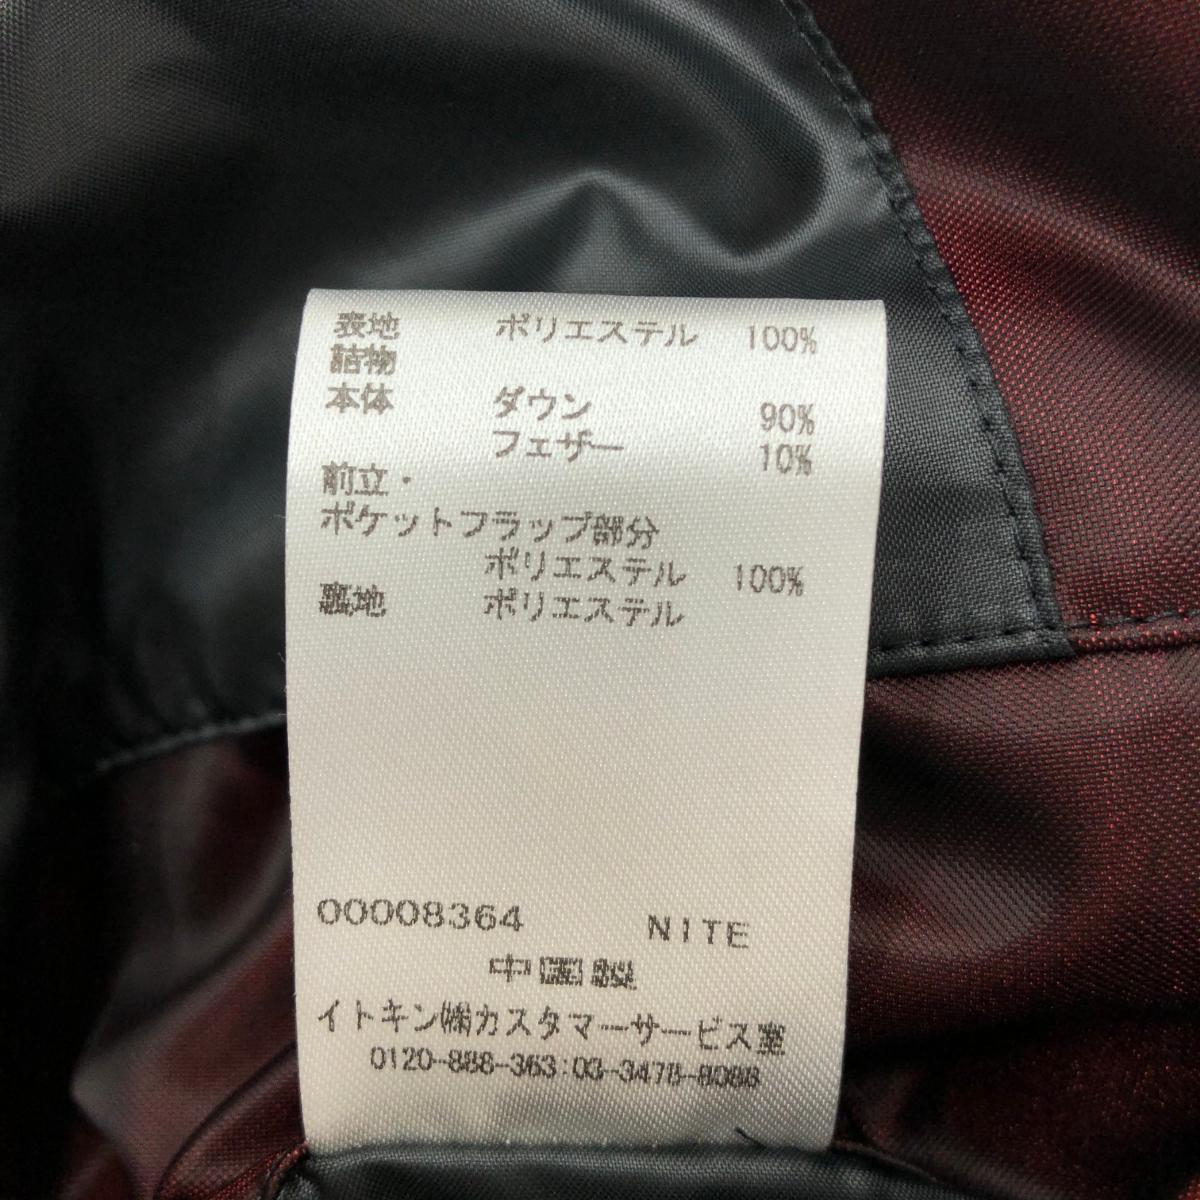 表地 ポリエステル 100%
詰物
本体 ダウン 90%
フェザー 10%
前立・
ポケットフラップ部分
ポリエステル 100%
裏地 ポリエステル
00008364 NITE
中国製
イトキン㈱カスタマーサービス室
0120-888-363:03-3478-8088